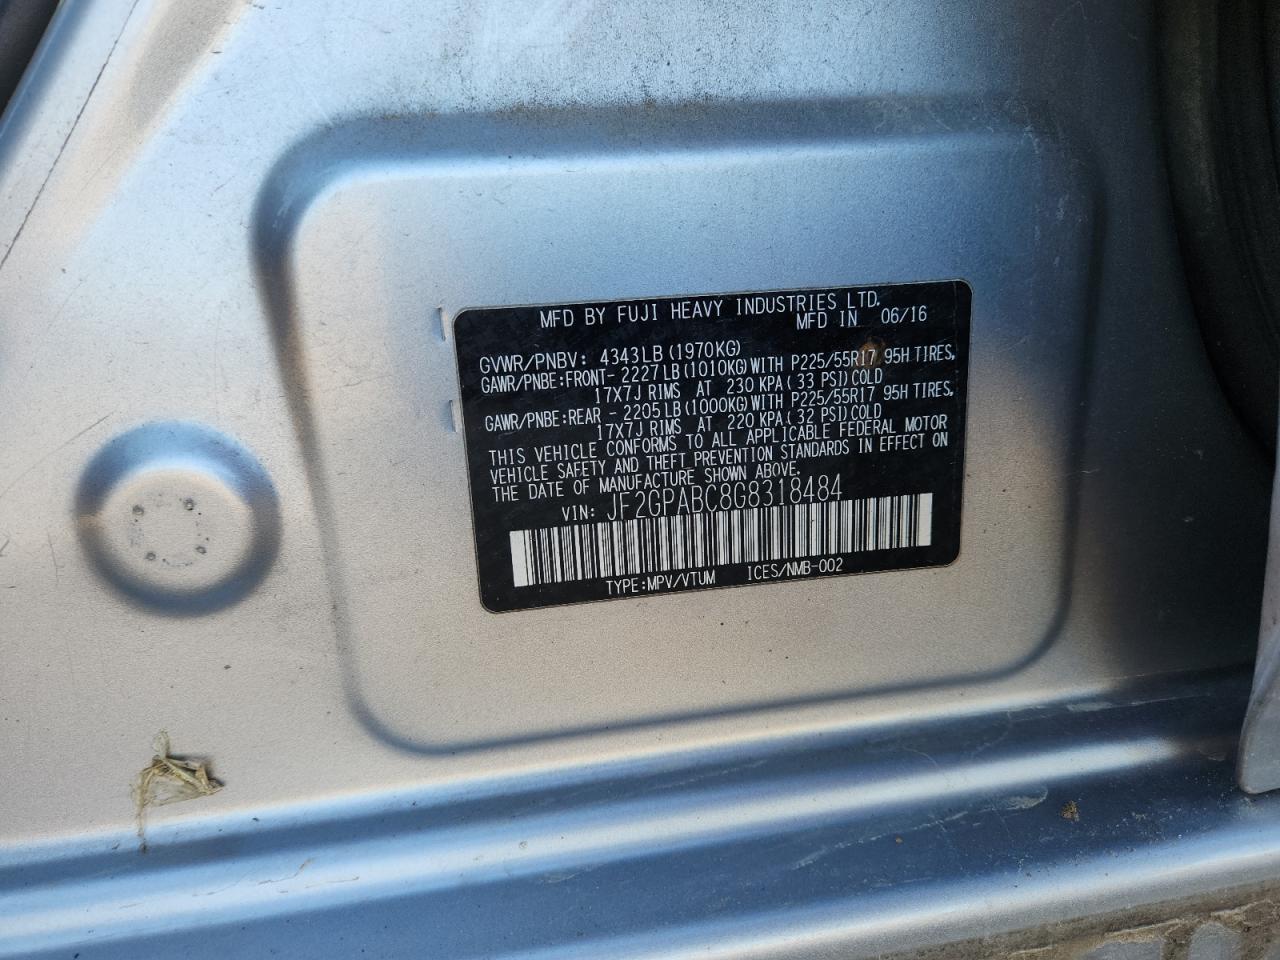 MFD BY FUJI HEAVY INDUSTRIES LTD.
MFD IN 06/16
GVWR/PNBV: 4343LB(1970KG)
GAWR/PNBE:FRONT-2227LB(1010KG)WITH P225/55R17 95H TIRES,
17X7J RIMS AT 230 KPA(33 PSI)COLD
GAWR/PNBE:REAR -2205LB(1000KG)WITH P225/55R17 95H TIRES,
17X7J RIMS AT 220 KPA(32 PSI)COLD
THIS VEHICLE CONFORMS TO ALL APPLICABLE FEDERAL MOTOR
VEHICLE SAFETY AND THEFT PREVENTION STANDARDS IN EFFECT ON
THE DATE OF MANUFACTURE SHOWN ABOVE.
VIN: JF2GPABC8G8318484
TYPE:MPV/VTUM ICES/NMB-002